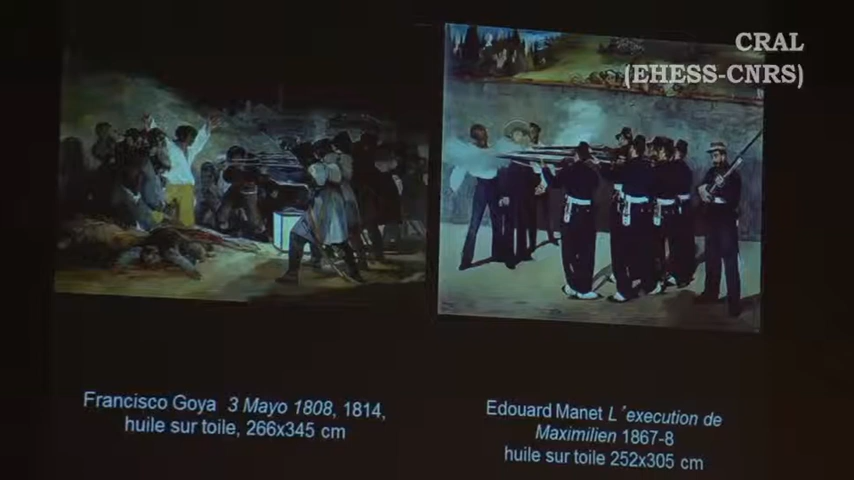 CRAL
(EHESS-CNRS)
Francisco Goya 3 Mayo 1808, 1814,
huile sur toile, 266x345 cm
Edouard Manet L´execution de
Maximilien 1867-8
huile sur toile 252x305 cm